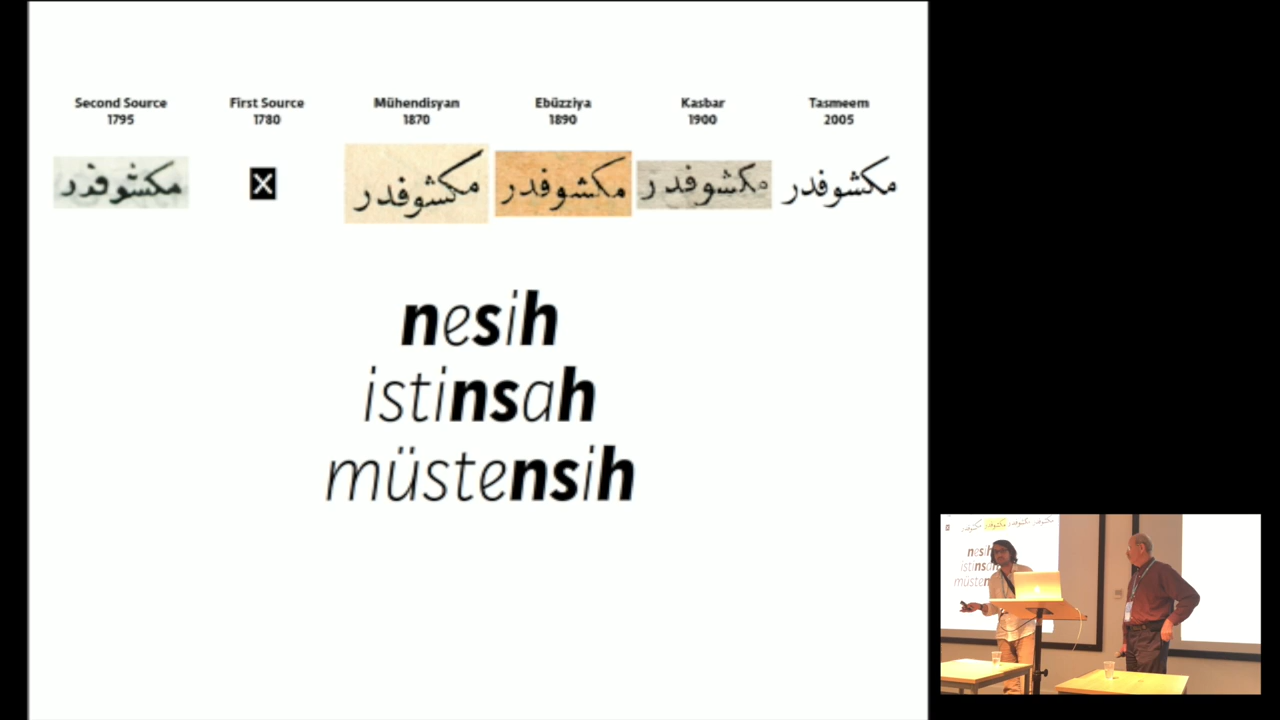 Second Source
1795
First Source
1780
Mühendisyan
1870
Ebüzziya
1890
Kasbar
1900
Tasmeem
2005
مكشوفدر
مكشوفدر
مكشوفدر
مكشوفدر
مكشوفدر
nesih
istinsah
müstensih